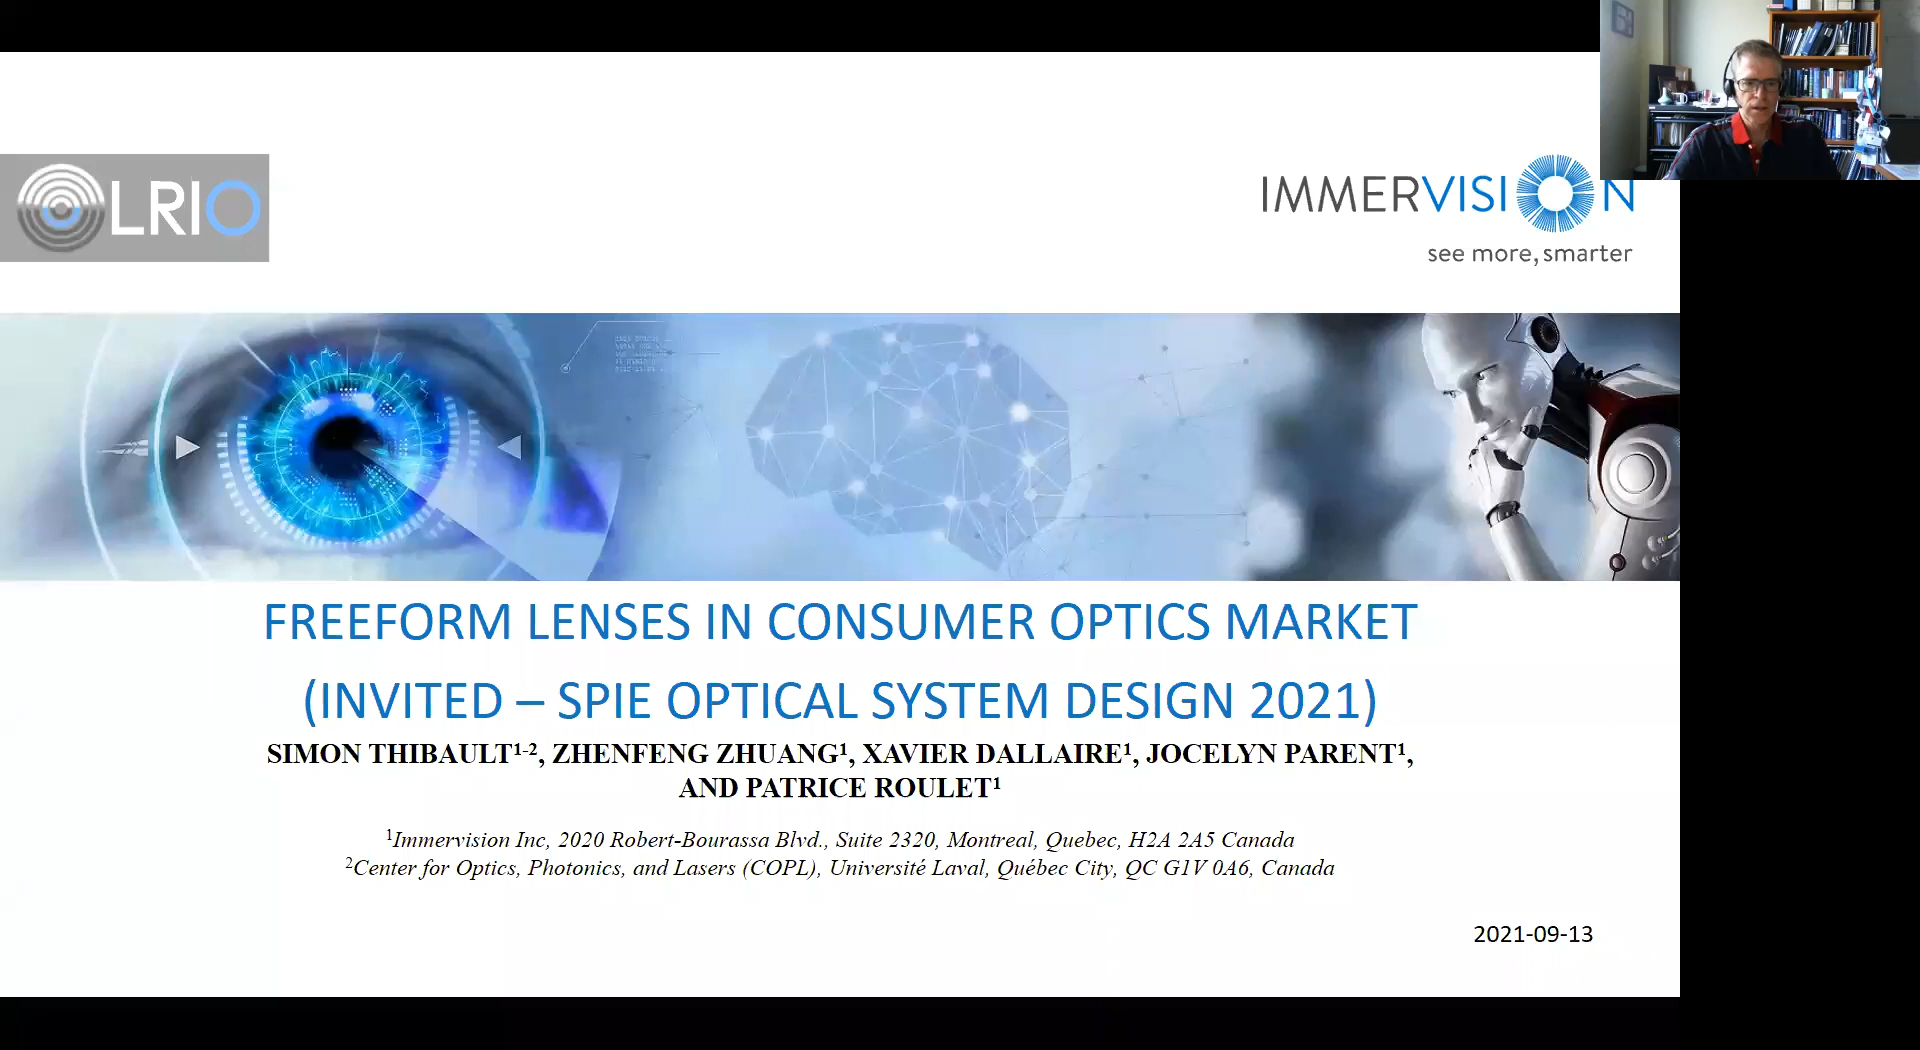 LRIO
IMMERVISION
see more, smarter
FREEFORM LENSES IN CONSUMER OPTICS MARKET
(INVITED – SPIE OPTICAL SYSTEM DESIGN 2021)
SIMON THIBAULT¹⁻², ZHENFENG ZHUANG¹, XAVIER DALLAIRE¹, JOCELYN PARENT¹,
AND PATRICE ROULET¹
¹Immervision Inc, 2020 Robert-Bourassa Blvd., Suite 2320, Montreal, Quebec, H2A 2A5 Canada
²Center for Optics, Photonics, and Lasers (COPL), Université Laval, Québec City, QC G1V 0A6, Canada
2021-09-13